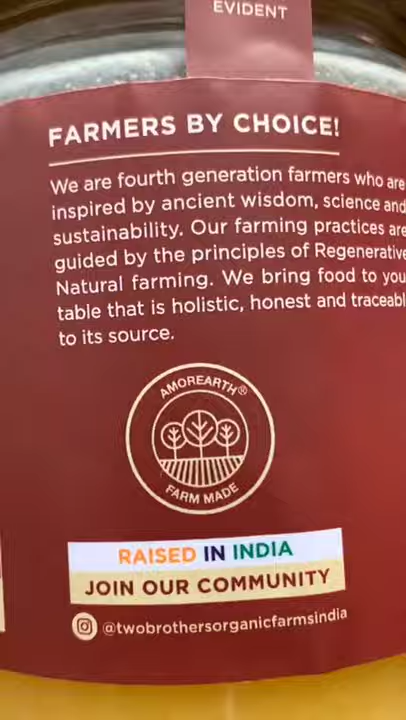 EVIDENT
FARMERS BY CHOICE!
We are fourth generation farmers who are
inspired by ancient wisdom, science and
sustainability. Our farming practices are
guided by the principles of Regenerative
Natural farming. We bring food to you
table that is holistic, honest and traceabl
to its source.
AMOREARTH®
FARM MADE
RAISED IN INDIA
JOIN OUR COMMUNITY
@twobrothersorganicfarmsindia